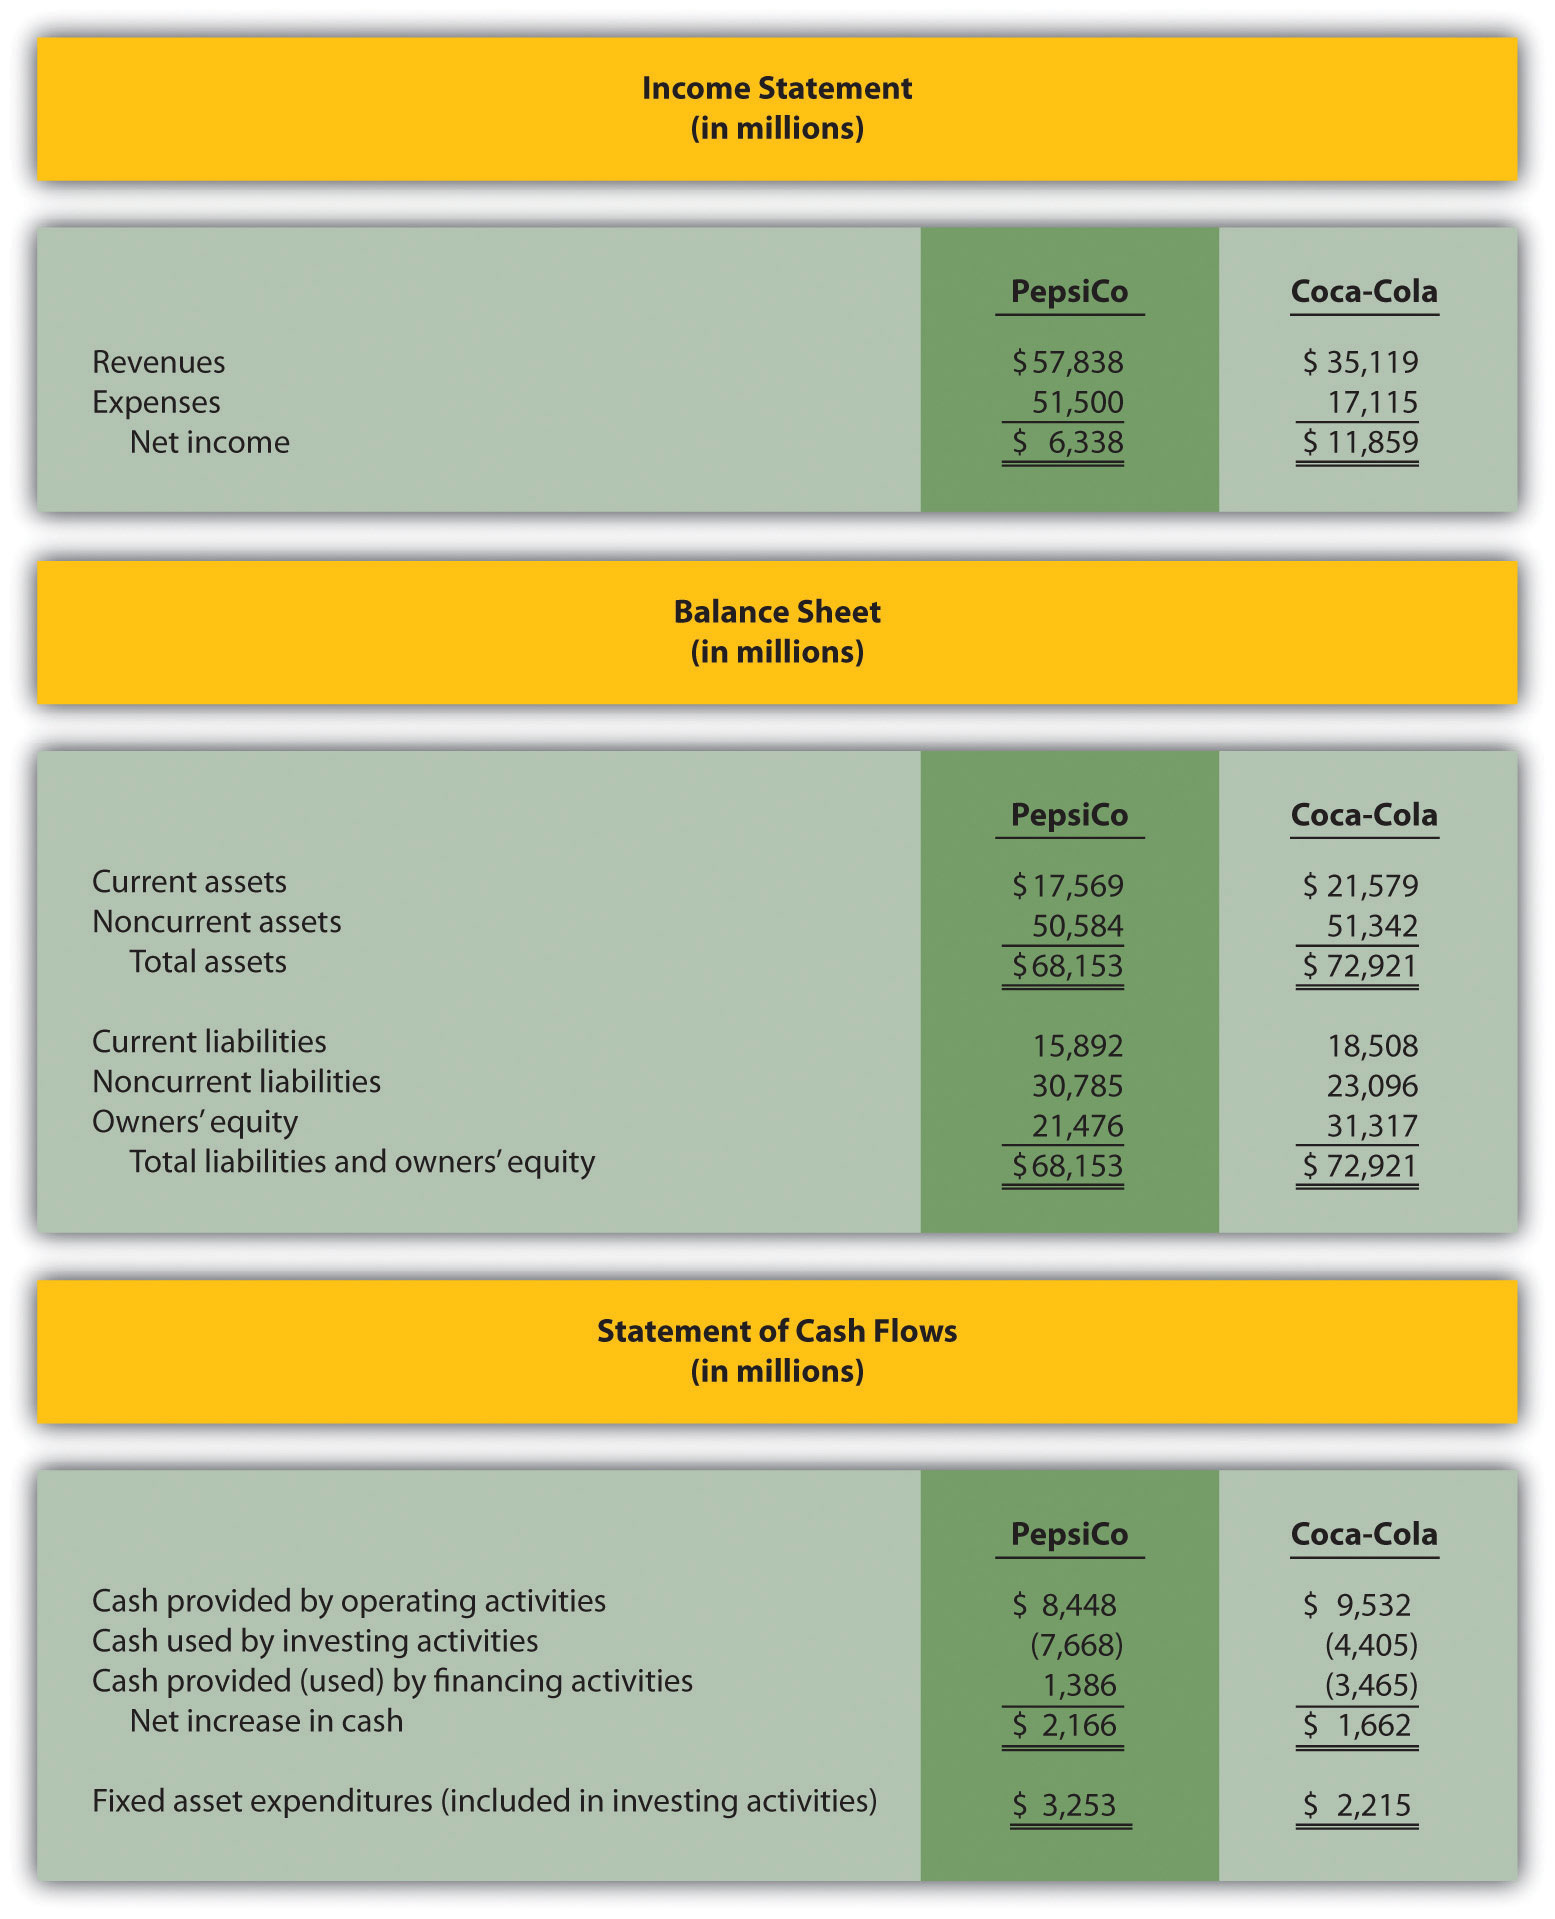 Income Statement
(in millions)
PepsiCo Coca-Cola
Revenues $57,838 $ 35,119
Expenses 51,500 17,115
Net income $ 6,338 $ 11,859
Balance Sheet
(in millions)
PepsiCo Coca-Cola
Current assets $17,569 $ 21,579
Noncurrent assets 50,584 51,342
Total assets $68,153 $ 72,921
Current liabilities 15,892 18,508
Noncurrent liabilities 30,785 23,096
Owners’ equity 21,476 31,317
Total liabilities and owners’ equity $68,153 $ 72,921
Statement of Cash Flows
(in millions)
PepsiCo Coca-Cola
Cash provided by operating activities $ 8,448 $ 9,532
Cash used by investing activities (7,668) (4,405)
Cash provided (used) by financing activities 1,386 (3,465)
Net increase in cash $ 2,166 $ 1,662
Fixed asset expenditures (included in investing activities) $ 3,253 $ 2,215